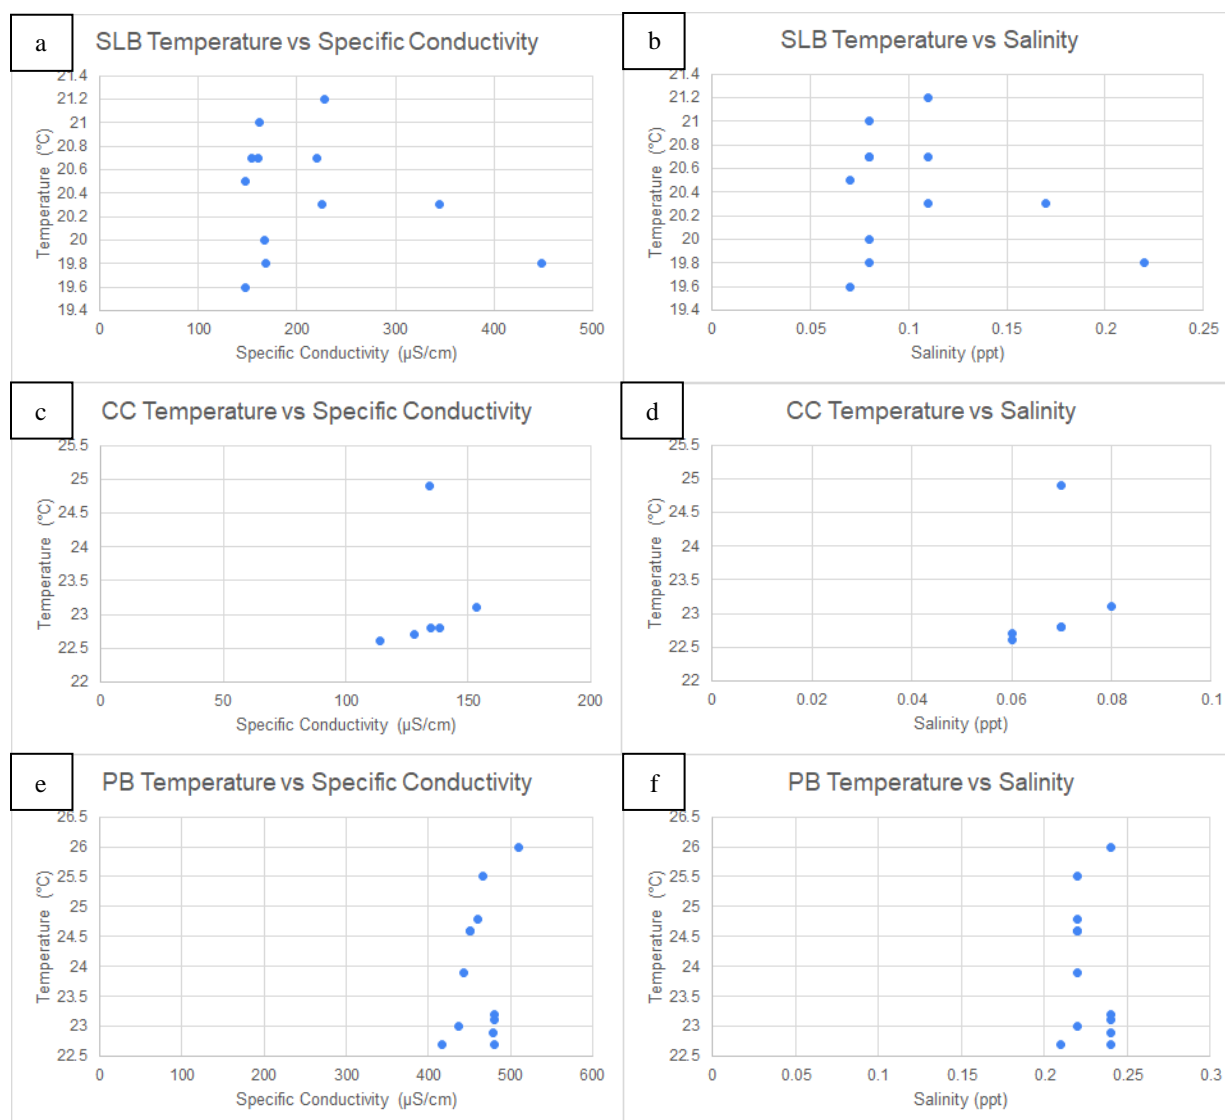 a
SLB Temperature vs Specific Conductivity
Temperature (°C)
21.4
21.2
21
20.8
20.6
20.4
20.2
20
19.8
19.6
19.4
0 100 200 300 400 500
Specific Conductivity (µS/cm)
b
SLB Temperature vs Salinity
Temperature (°C)
21.4
21.2
21
20.8
20.6
20.4
20.2
20
19.8
19.6
19.4
0 0.05 0.1 0.15 0.2 0.25
Salinity (ppt)
c
CC Temperature vs Specific Conductivity
Temperature (°C)
25.5
25
24.5
24
23.5
23
22.5
22
0 50 100 150 200
Specific Conductivity (µS/cm)
d
CC Temperature vs Salinity
Temperature (°C)
25.5
25
24.5
24
23.5
23
22.5
22
0 0.02 0.04 0.06 0.08 0.1
Salinity (ppt)
e
PB Temperature vs Specific Conductivity
Temperature (°C)
26.5
26
25.5
25
24.5
24
23.5
23
22.5
0 100 200 300 400 500 600
Specific Conductivity (µS/cm)
f
PB Temperature vs Salinity
Temperature (°C)
26.5
26
25.5
25
24.5
24
23.5
23
22.5
0 0.05 0.1 0.15 0.2 0.25 0.3
Salinity (ppt)